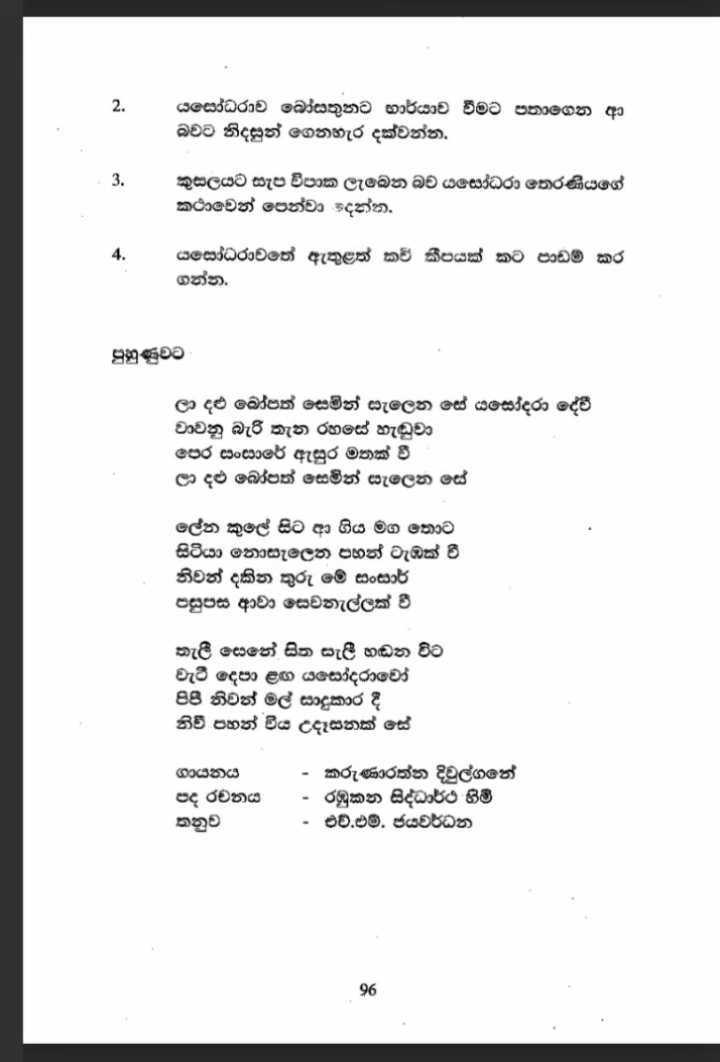 2. යසෝධරාව බෝසතුනට භාර්යාව වීමට පතාගෙන ආ
බවට නිදසුන් ගෙනහැර දක්වන්න.
3. කුසලයට සැප විපාක ලැබෙන බව යසෝධරා තෙරණියගේ
කථාවෙන් පෙන්වා දෙන්න.
4. යසෝධරාවතේ ඇතුළත් කවි කීපයක් කට පාඩම් කර
ගන්න.
පුහුණුවට
ලා දළු බෝපත් සෙමින් සැලෙන සේ යසෝදරා දේවී
වාවනු බැරි තැන රහසේ හැඬුවා
පෙර සංසාරේ ඇසුර මතක් වී
ලා දළු බෝපත් සෙමින් සැලෙන සේ
ලේන කුලේ සිට ආ ගිය මග තොට
සිටියා නොසැලෙන පහන් ටැඹක් වී
නිවන් දකින තුරු මේ සංසාර්
පසුපස ආවා සෙවනැල්ලක් වී
තැලී සෙනේ සිත සැලී හඬන විට
වැටී දෙපා ළඟ යසෝදරාවෝ
පිපී නිවන් මල් සාදුකාර දී
නිවී පහන් විය උදෑසනක් සේ
ගායනය - කරුණාරත්න දිවුල්ගනේ
පද රචනය - රඹුකන සිද්ධාර්ථ හිමි
තනුව - එච්.එම්. ජයවර්ධන
96